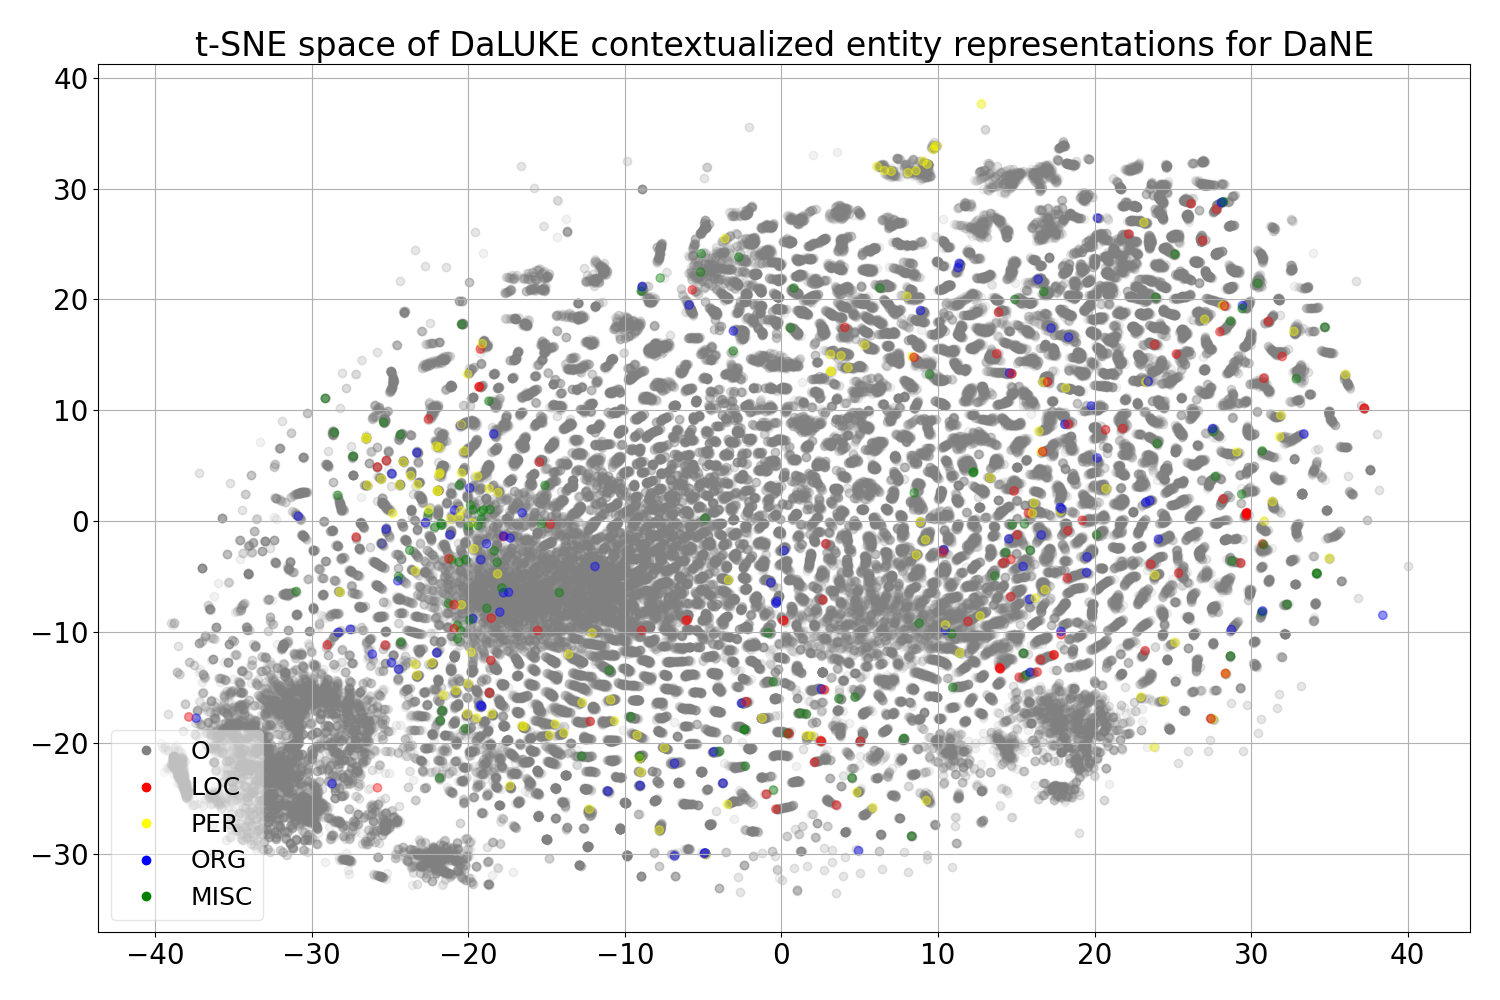 t-SNE space of DaLUKE contextualized entity representations for DaNE
40
30
20
10
0
−10
−20
−30
O
LOC
PER
ORG
MISC
−40 −30 −20 −10 0 10 20 30 40